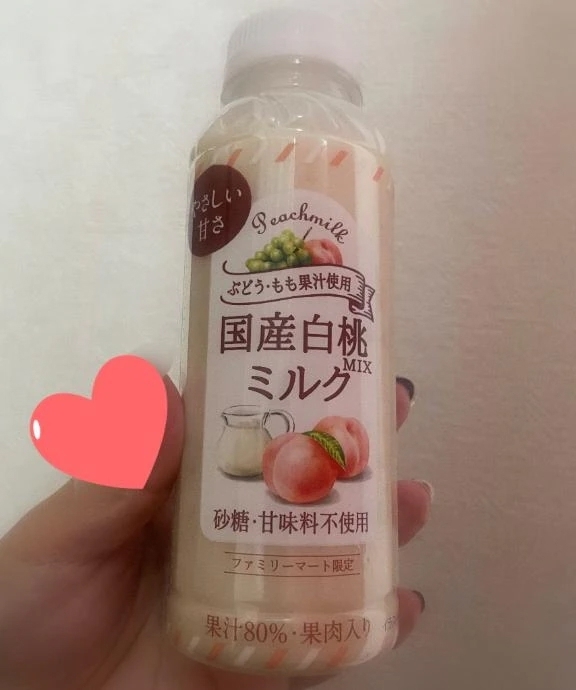 やさしい
甘さ
Peachmilk
ぶどう・もも果汁使用
国産白桃
MIX
ミルク
砂糖・甘味料不使用
ファミリーマート限定
果汁80%・果肉入り